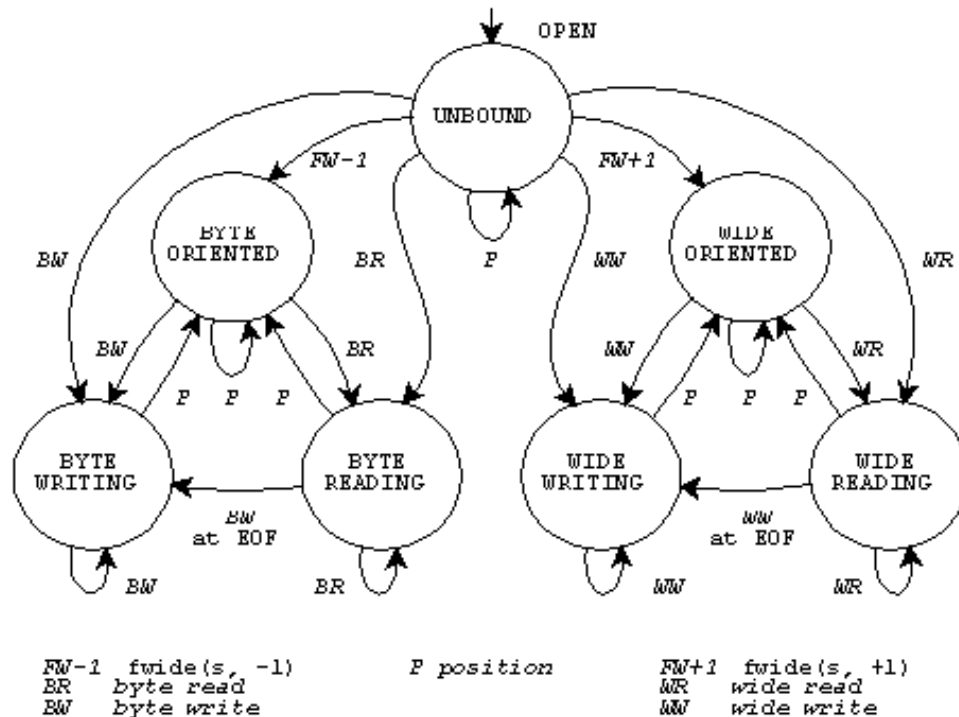 OPEN
UNBOUND
FW-1
FW+1
BYTE
ORIENTED
WIDE
ORIENTED
BW
BR
P
WW
WR
BW
BR
WW
WR
P
P
P
P
P
P
BYTE
WRITING
BYTE
READING
WIDE
WRITING
WIDE
READING
BW
at EOF
WW
at EOF
BW
BR
WW
WR
FW-1 fwide(s, -1)
P position
FW+1 fwide(s, +1)
BR byte read
WR wide read
BW byte write
WW wide write